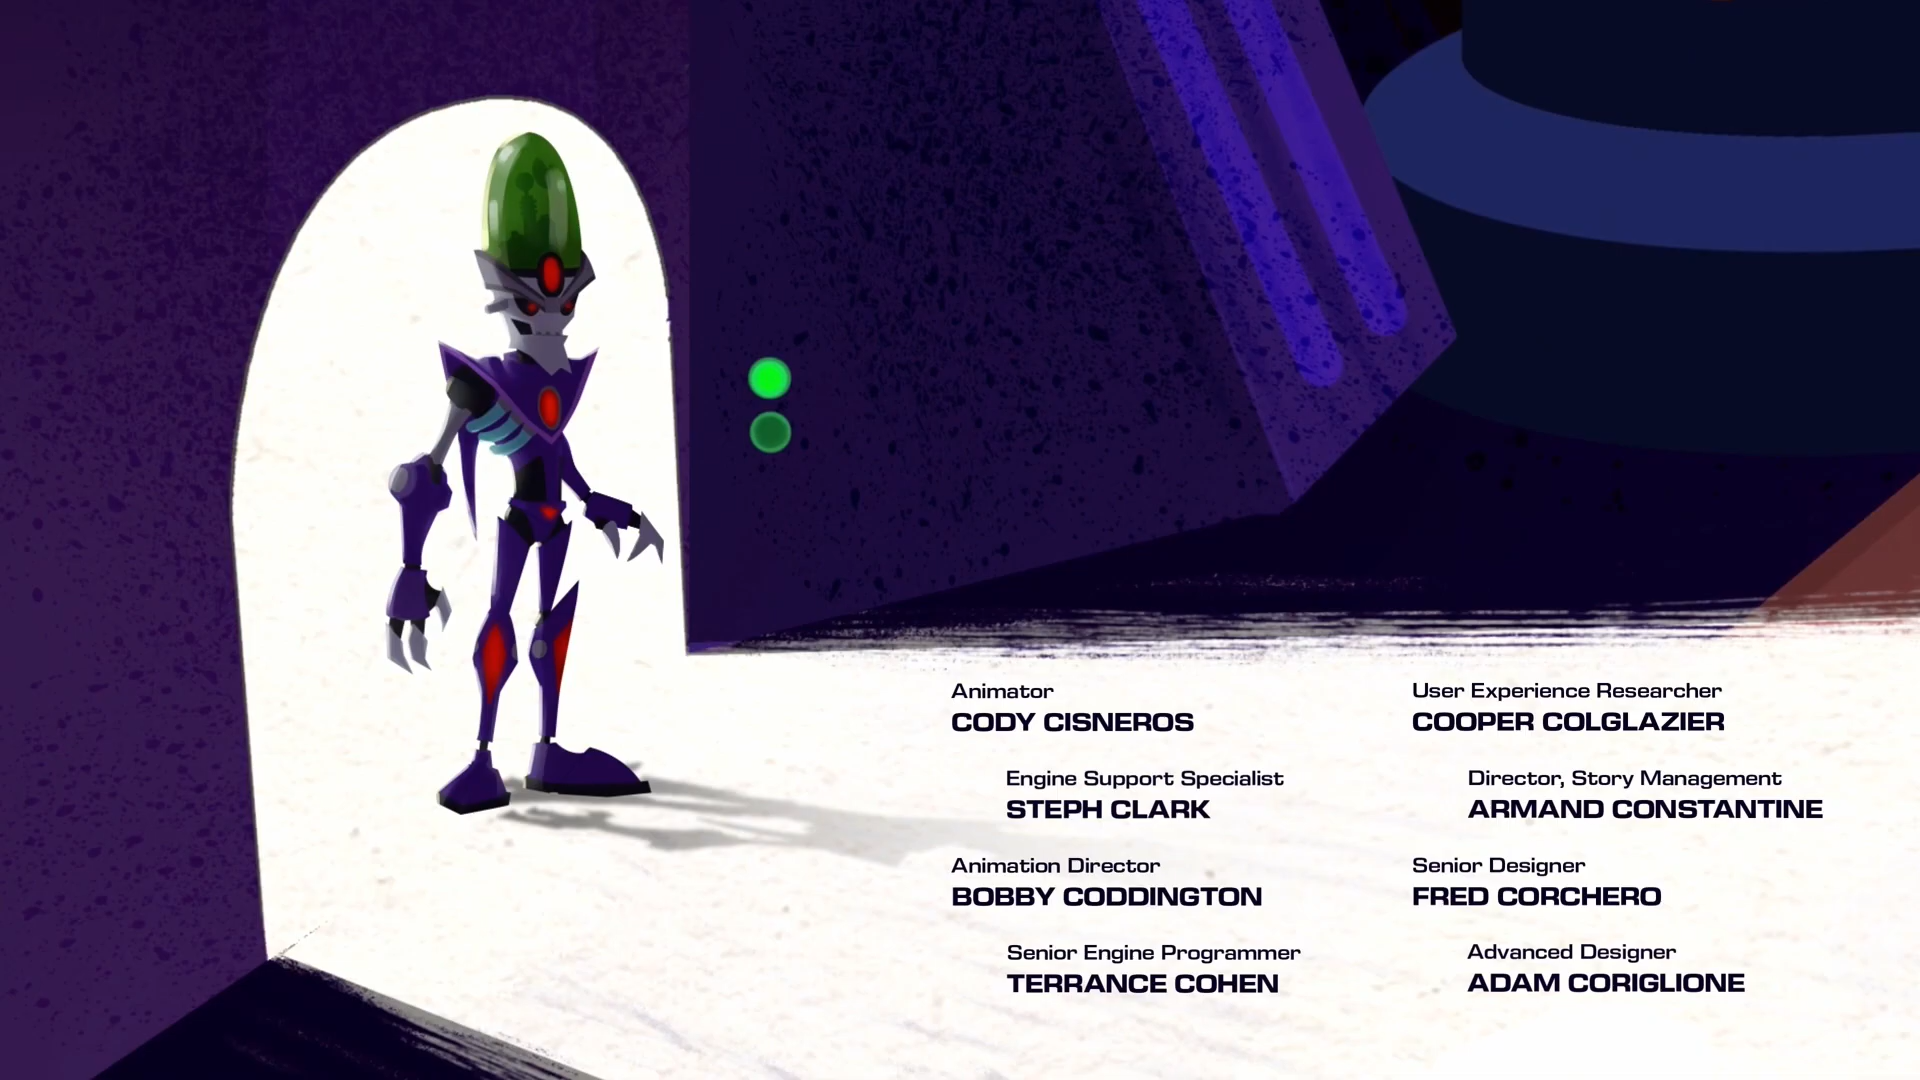 Animator
CODY CISNEROS
Engine Support Specialist
STEPH CLARK
Animation Director
BOBBY CODDINGTON
Senior Engine Programmer
TERRANCE COHEN
User Experience Researcher
COOPER COLGLAZIER
Director, Story Management
ARMAND CONSTANTINE
Senior Designer
FRED CORCHERO
Advanced Designer
ADAM CORIGLIONE